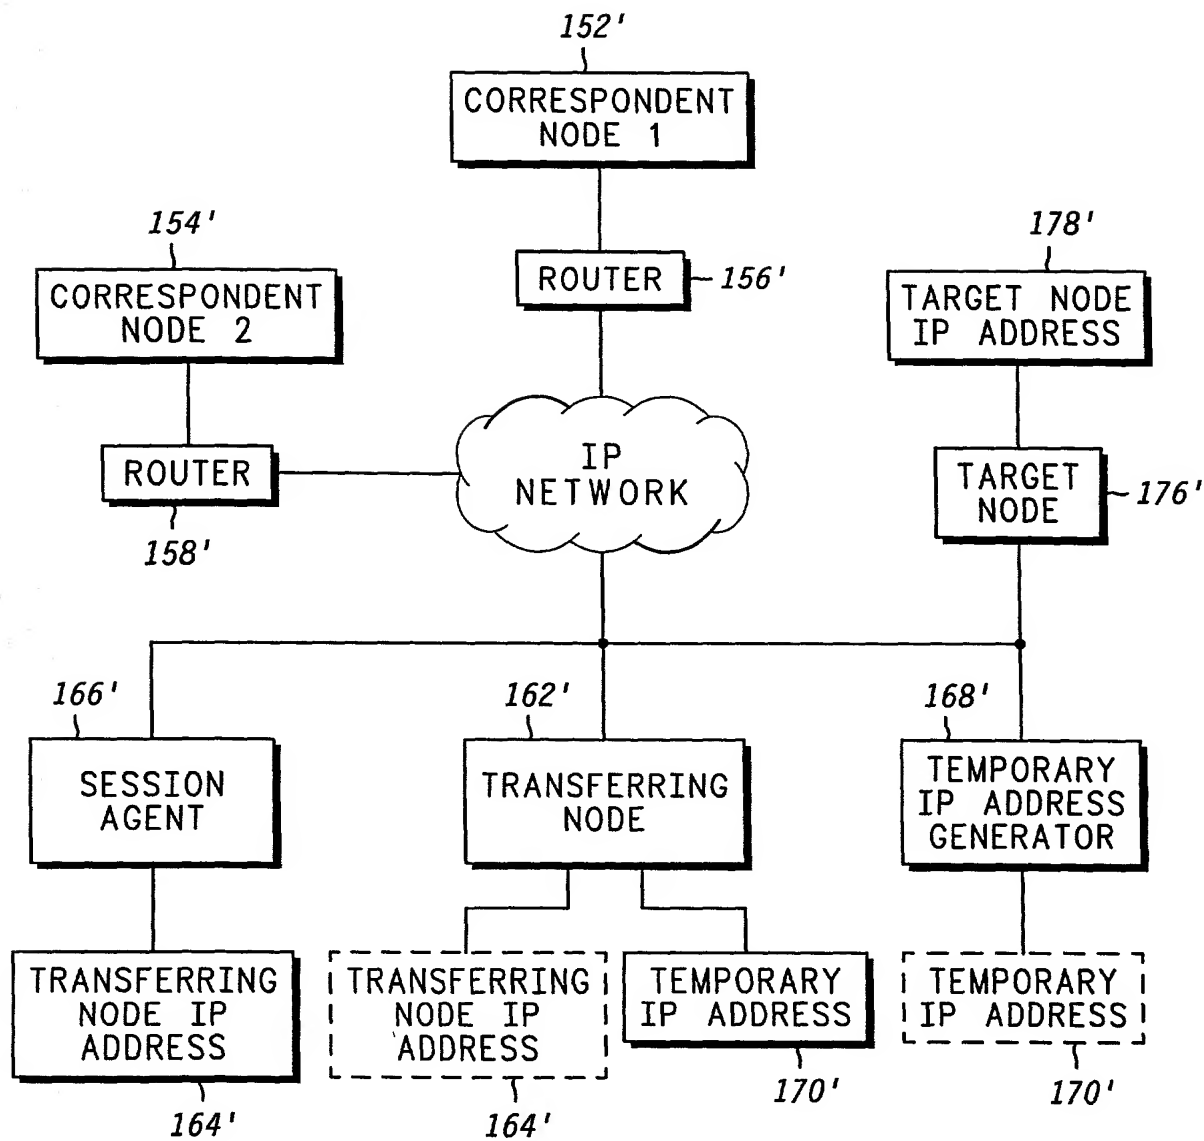 152'
CORRESPONDENT
NODE 1
154'
CORRESPONDENT
NODE 2
ROUTER
156'
178'
TARGET NODE
IP ADDRESS
ROUTER
158'
IP
NETWORK
TARGET
NODE
176'
166'
SESSION
AGENT
162'
TRANSFERRING
NODE
168'
TEMPORARY
IP ADDRESS
GENERATOR
TRANSFERRING
NODE IP
ADDRESS
164'
TRANSFERRING
NODE IP
ADDRESS
164'
TEMPORARY
IP ADDRESS
170'
TEMPORARY
IP ADDRESS
170'